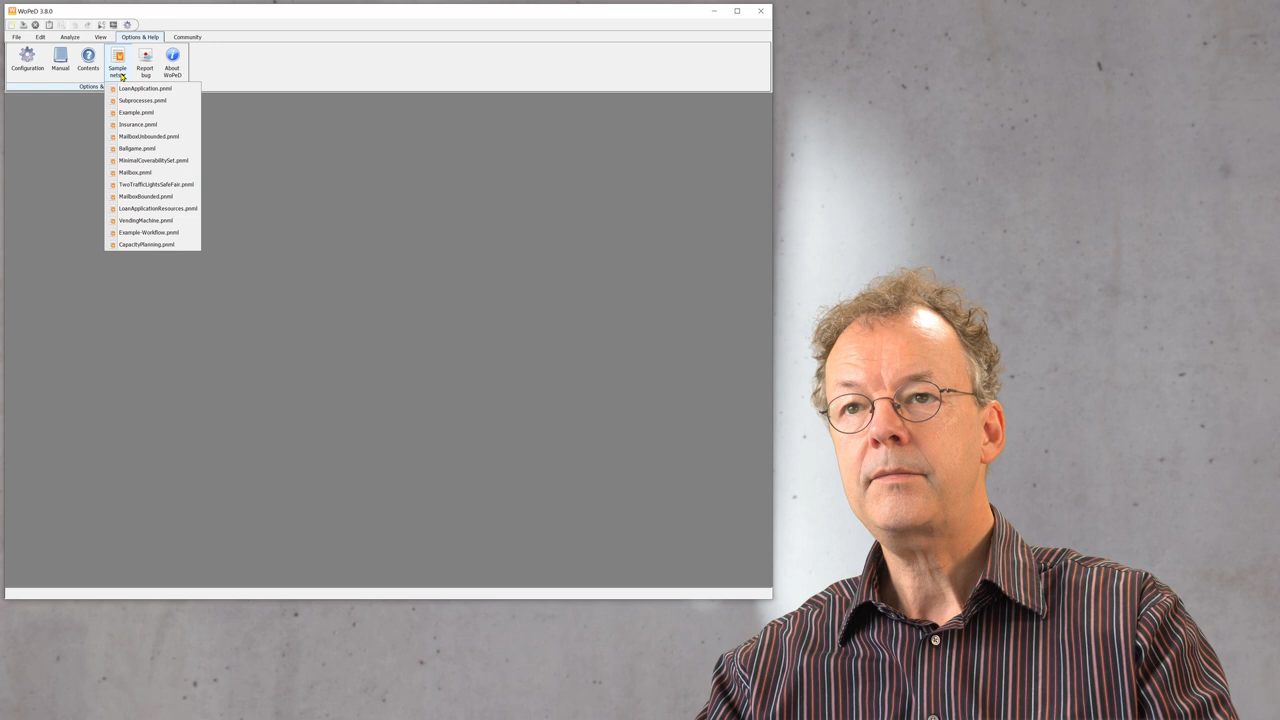 WoPeD 3.8.0
File Edit Analyze View Options & Help Community
Configuration Manual Contents Sample Report About
bug WoPeD
Options &
LoanApplication.pnml
Subprocesses.pnml
Example.pnml
Insurance.pnml
MailboxUnbounded.pnml
Ballgame.pnml
MinimalCoverabilitySet.pnml
Mailbox.pnml
TwoTrafficLightsSafeFair.pnml
MailboxBounded.pnml
LoanApplicationResources.pnml
VendingMachine.pnml
Example-Workflow.pnml
CapacityPlanning.pnml